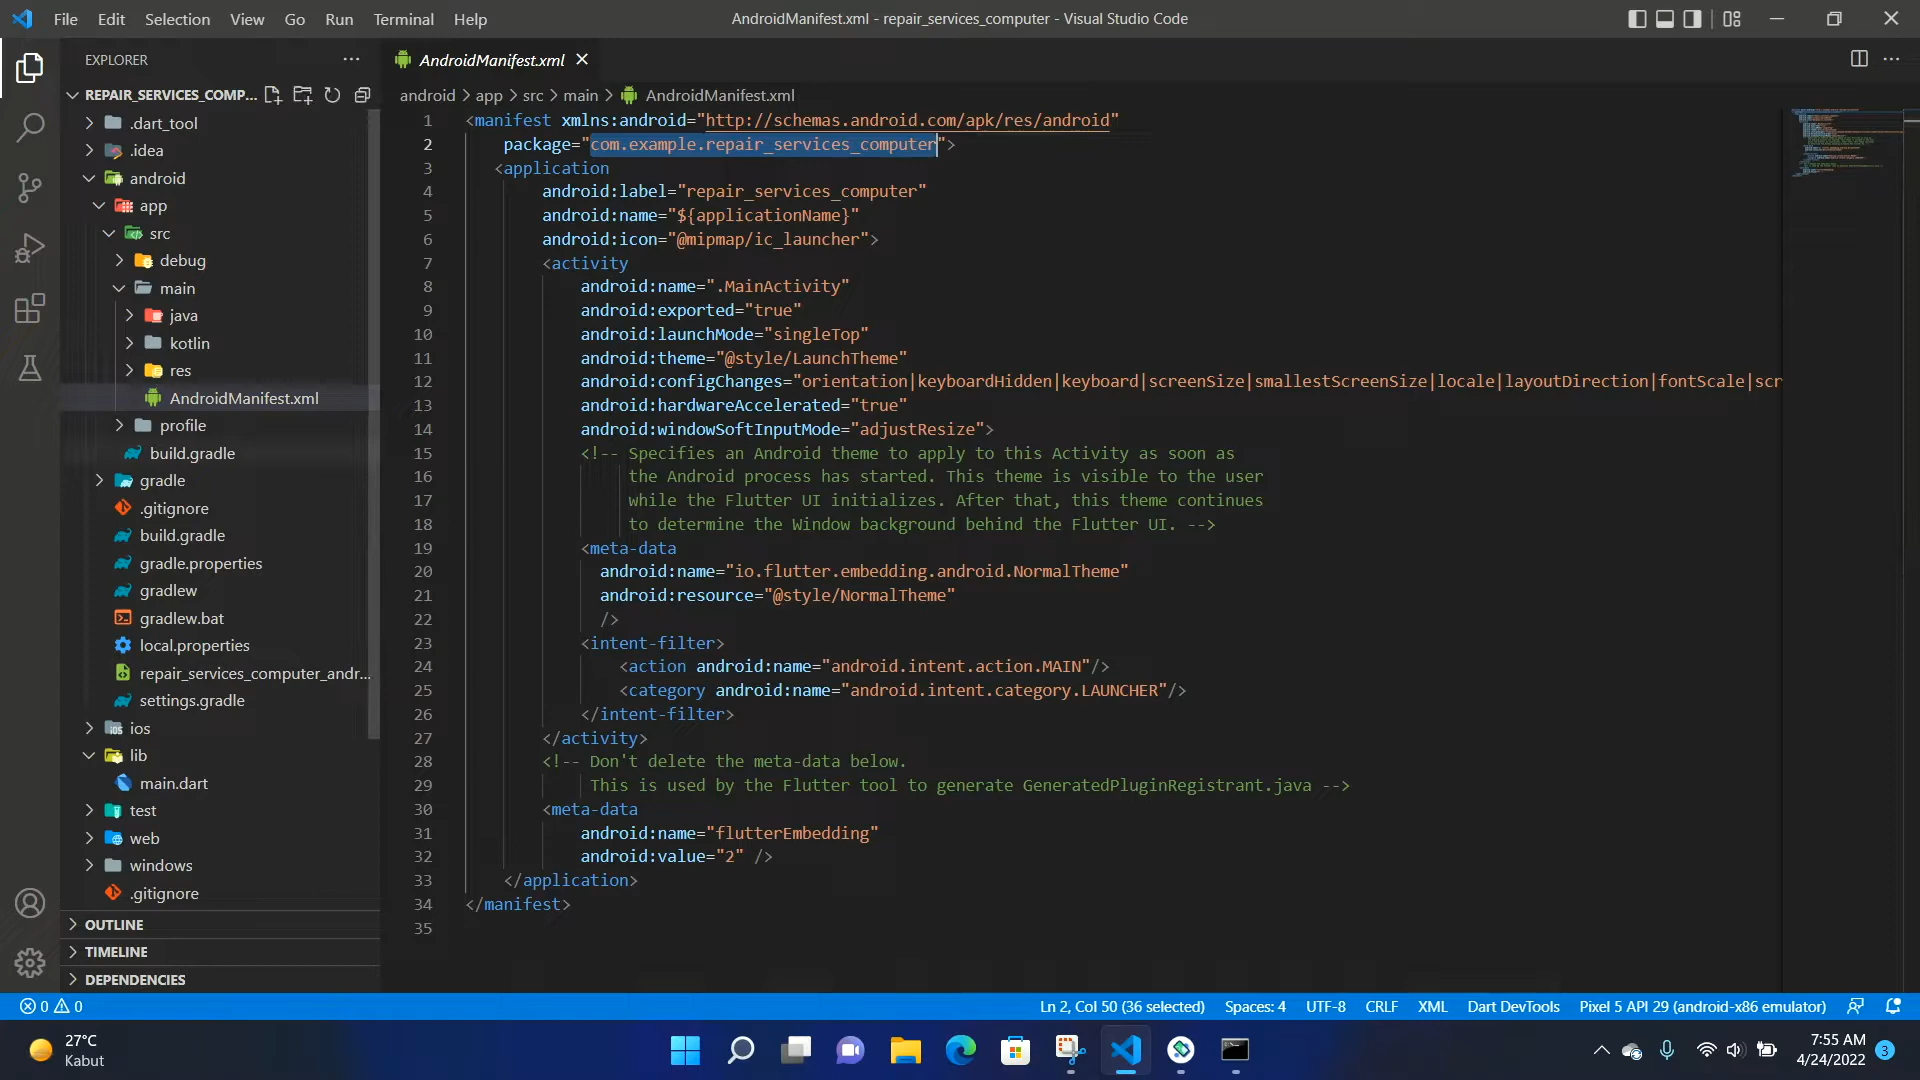 File Edit Selection View Go Run Terminal Help
AndroidManifest.xml - repair_services_computer - Visual Studio Code
EXPLORER
REPAIR_SERVICES_COMP...
.dart_tool
.idea
android
app
src
debug
main
java
kotlin
res
AndroidManifest.xml
profile
build.gradle
gradle
.gitignore
build.gradle
gradle.properties
gradlew
gradlew.bat
local.properties
repair_services_computer_andr...
settings.gradle
ios
lib
main.dart
test
web
windows
.gitignore
OUTLINE
TIMELINE
DEPENDENCIES
AndroidManifest.xml
android > app > src > main > AndroidManifest.xml
1 <manifest xmlns:android="http://schemas.android.com/apk/res/android"
2 package="com.example.repair_services_computer">
3 <application
4 android:label="repair_services_computer"
5 android:name="${applicationName}"
6 android:icon="@mipmap/ic_launcher">
7 <activity
8 android:name=".MainActivity"
9 android:exported="true"
10 android:launchMode="singleTop"
11 android:theme="@style/LaunchTheme"
12 android:configChanges="orientation|keyboardHidden|keyboard|screenSize|smallestScreenSize|locale|layoutDirection|fontScale|scr
13 android:hardwareAccelerated="true"
14 android:windowSoftInputMode="adjustResize">
15 <!-- Specifies an Android theme to apply to this Activity as soon as
16 the Android process has started. This theme is visible to the user
17 while the Flutter UI initializes. After that, this theme continues
18 to determine the Window background behind the Flutter UI. -->
19 <meta-data
20 android:name="io.flutter.embedding.android.NormalTheme"
21 android:resource="@style/NormalTheme"
22 />
23 <intent-filter>
24 <action android:name="android.intent.action.MAIN"/>
25 <category android:name="android.intent.category.LAUNCHER"/>
26 </intent-filter>
27 </activity>
28 <!-- Don't delete the meta-data below.
29 This is used by the Flutter tool to generate GeneratedPluginRegistrant.java -->
30 <meta-data
31 android:name="flutterEmbedding"
32 android:value="2" />
33 </application>
34 </manifest>
35
0 0
Ln 2, Col 50 (36 selected) Spaces: 4 UTF-8 CRLF XML Dart DevTools Pixel 5 API 29 (android-x86 emulator)
27°C
Kabut
7:55 AM
4/24/2022
3